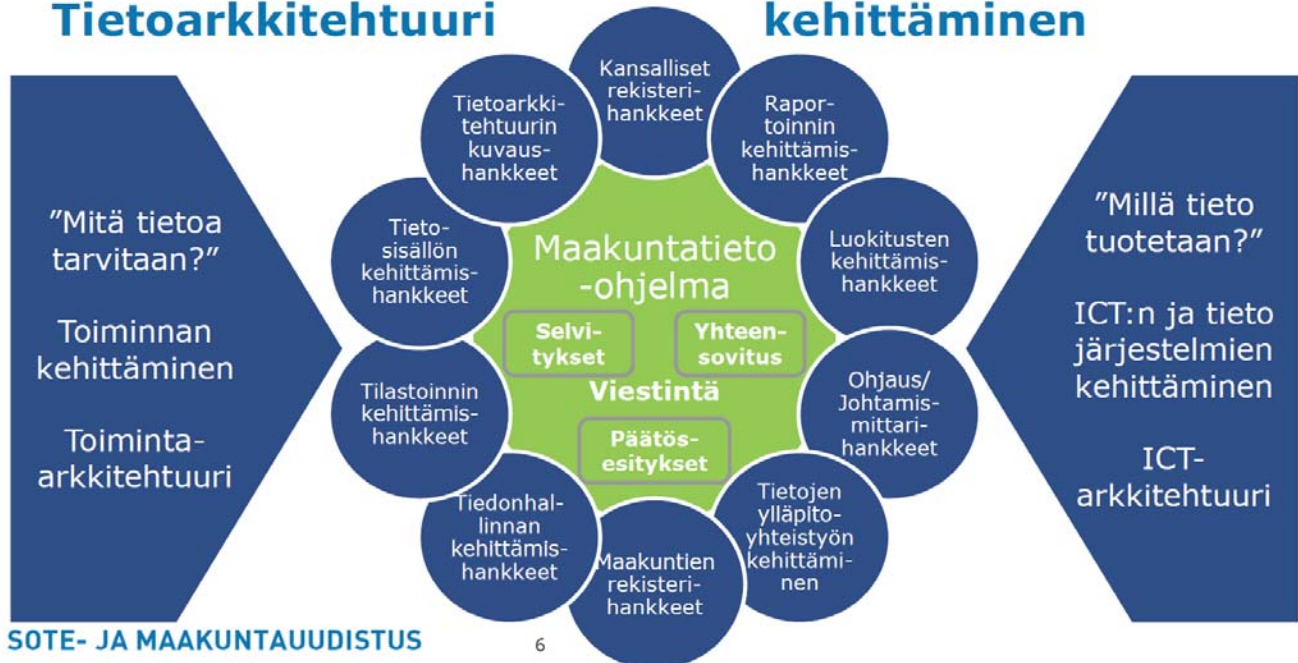 Tietoarkkitehtuuri kehittäminen
"Mitä tietoa
tarvitaan?"
Toiminnan
kehittäminen
Toiminta-
arkkitehtuuri
Kansalliset
rekisteri-
hankkeet
Rapor-
toinnin
kehittämis-
hankkeet
Luokitusten
kehittämis-
hankkeet
Ohjaus/
Johtamis-
mittari-
hankkeet
Tietojen
ylläpito-
yhteistyön
kehittämi-
nen
Maakuntien
rekisteri-
hankkeet
Tiedonhal-
linnan
kehittämis-
hankkeet
Tilastoinnin
kehittämis-
hankkeet
Tieto-
sisällön
kehittämis-
hankkeet
Tietoarkki-
tehtuurin
kuvaus-
hankkeet
Maakuntatieto
-ohjelma
Selvi-
tykset
Yhteen-
sovitus
Viestintä
Päätös-
esitykset
"Millä tieto
tuotetaan?"
ICT:n ja tieto
järjestelmien
kehittäminen
ICT-
arkkitehtuuri
SOTE- JA MAAKUNTAUUDISTUS
6